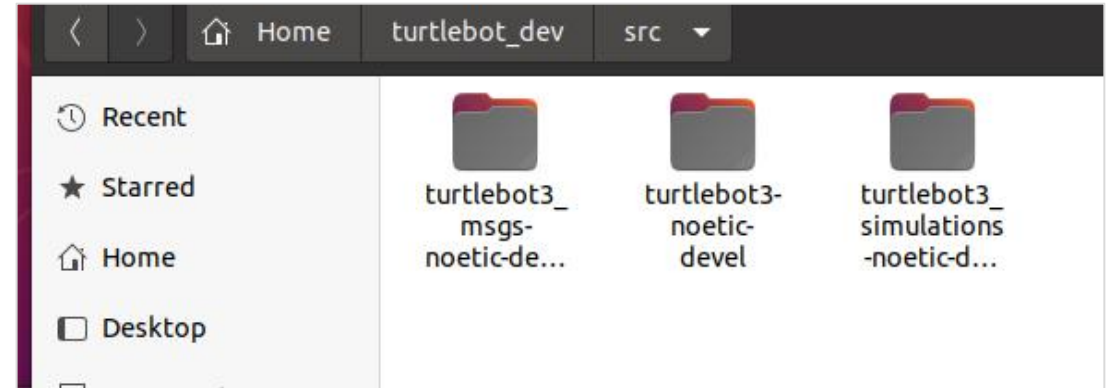 Home turtlebot_dev src
Recent
Starred
Home
Desktop
turtlebot3_
msgs-
noetic-de...
turtlebot3-
noetic-
devel
turtlebot3_
simulations
-noetic-d...